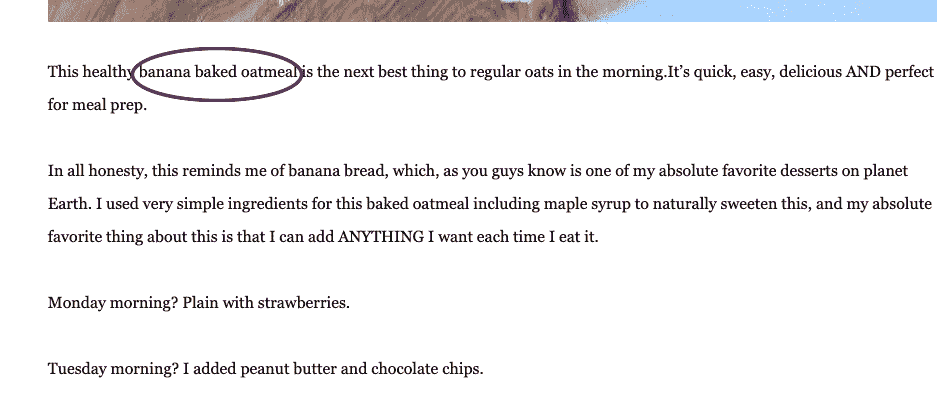 This healthy banana baked oatmeal is the next best thing to regular oats in the morning.It’s quick, easy, delicious AND perfect
for meal prep.
In all honesty, this reminds me of banana bread, which, as you guys know is one of my absolute favorite desserts on planet
Earth. I used very simple ingredients for this baked oatmeal including maple syrup to naturally sweeten this, and my absolute
favorite thing about this is that I can add ANYTHING I want each time I eat it.
Monday morning? Plain with strawberries.
Tuesday morning? I added peanut butter and chocolate chips.